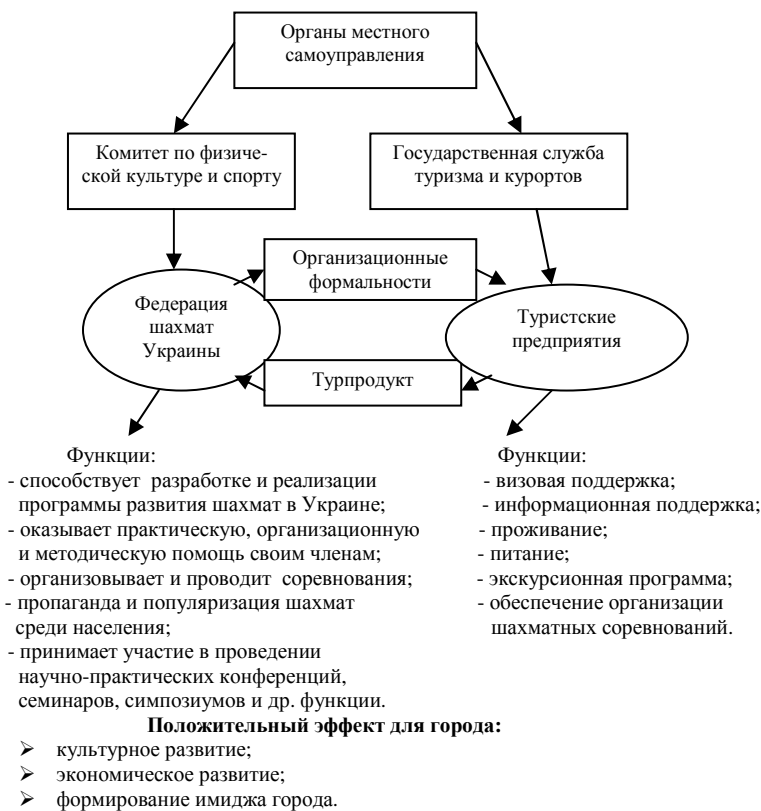 Органы местного
самоуправления
Комитет по физиче-
ской культуре и спорту
Государственная служба
туризма и курортов
Организационные
формальности
Федерация
шахмат
Украины
Туристские
предприятия
Турпродукт
Функции:
- способствует разработке и реализации
программы развития шахмат в Украине;
- оказывает практическую, организационную
и методическую помощь своим членам;
- организовывает и проводит соревнования;
- пропаганда и популяризация шахмат
среди населения;
- принимает участие в проведении
научно-практических конференций,
семинаров, симпозиумов и др. функции.
Функции:
- визовая поддержка;
- информационная поддержка;
- проживание;
- питание;
- экскурсионная программа;
- обеспечение организации
шахматных соревнований.
Положительный эффект для города:
➢ культурное развитие;
➢ экономическое развитие;
➢ формирование имиджа города.